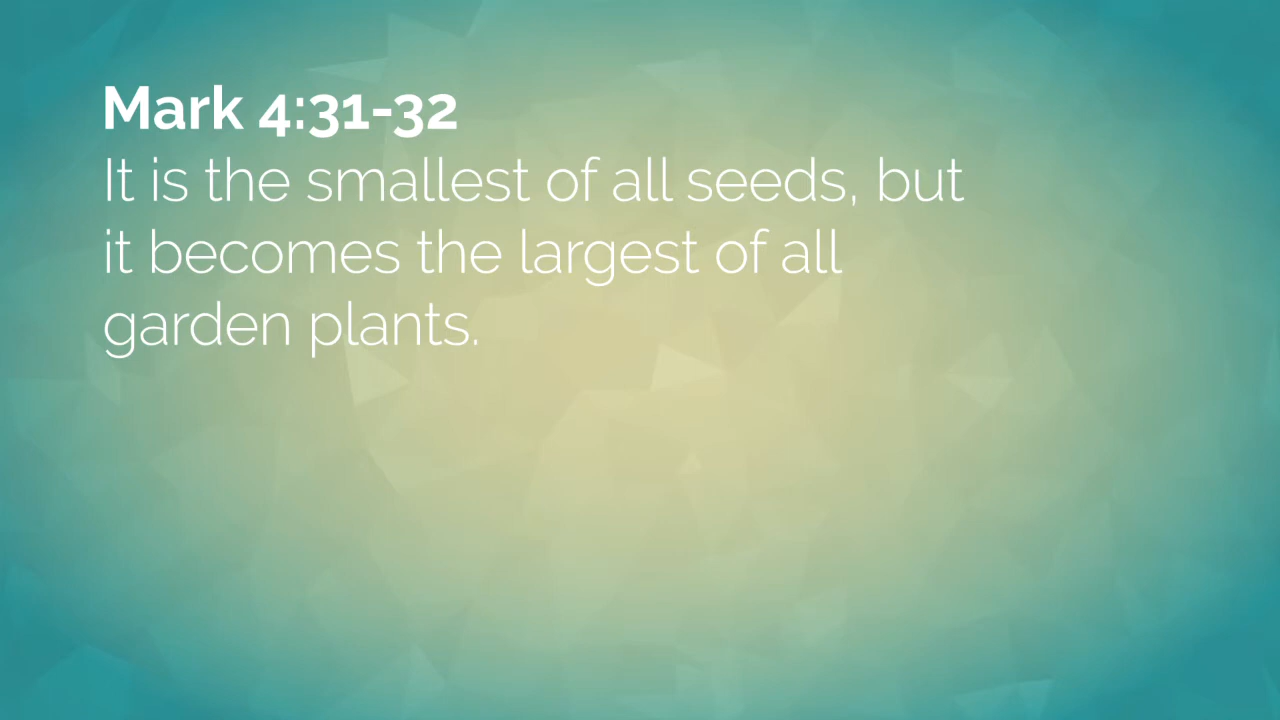 Mark 4:31-32
It is the smallest of all seeds, but
it becomes the largest of all
garden plants.